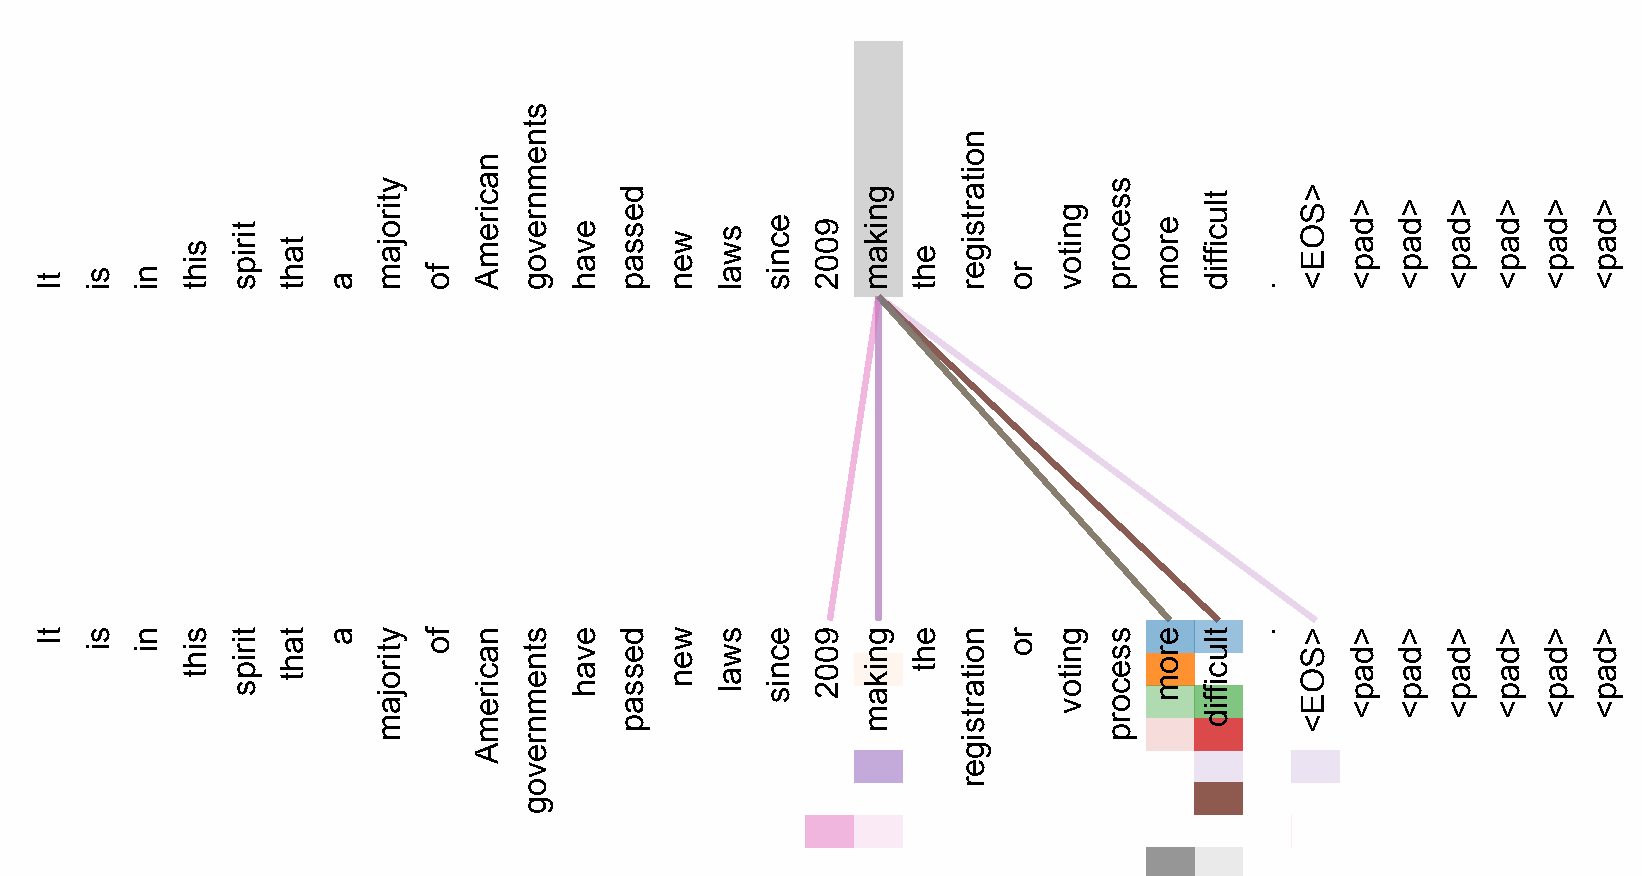 It is in this spirit that a majority of American governments have passed new laws since 2009 making the registration or voting process more difficult . <EOS> <pad> <pad> <pad> <pad> <pad> <pad>
It is in this spirit that a majority of American governments have passed new laws since 2009 making the registration or voting process more difficult . <EOS> <pad> <pad> <pad> <pad> <pad> <pad>